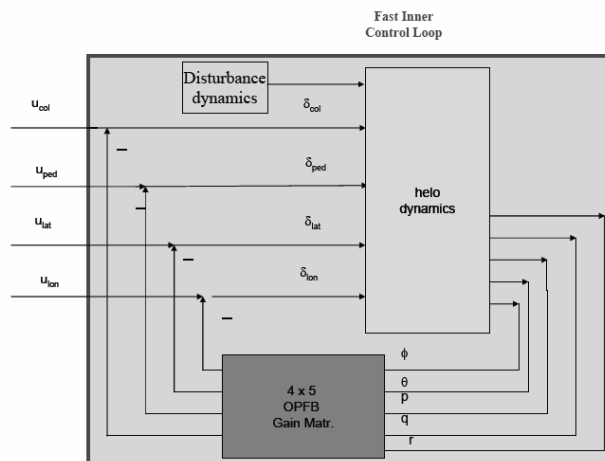 Fast Inner
Control Loop
Disturbance
dynamics
u_col
δ_col
u_ped
δ_ped
helo
dynamics
u_lat
δ_lat
u_lon
δ_lon
4 x 5
OPFB
Gain Matr.
ϕ
θ
p
q
r